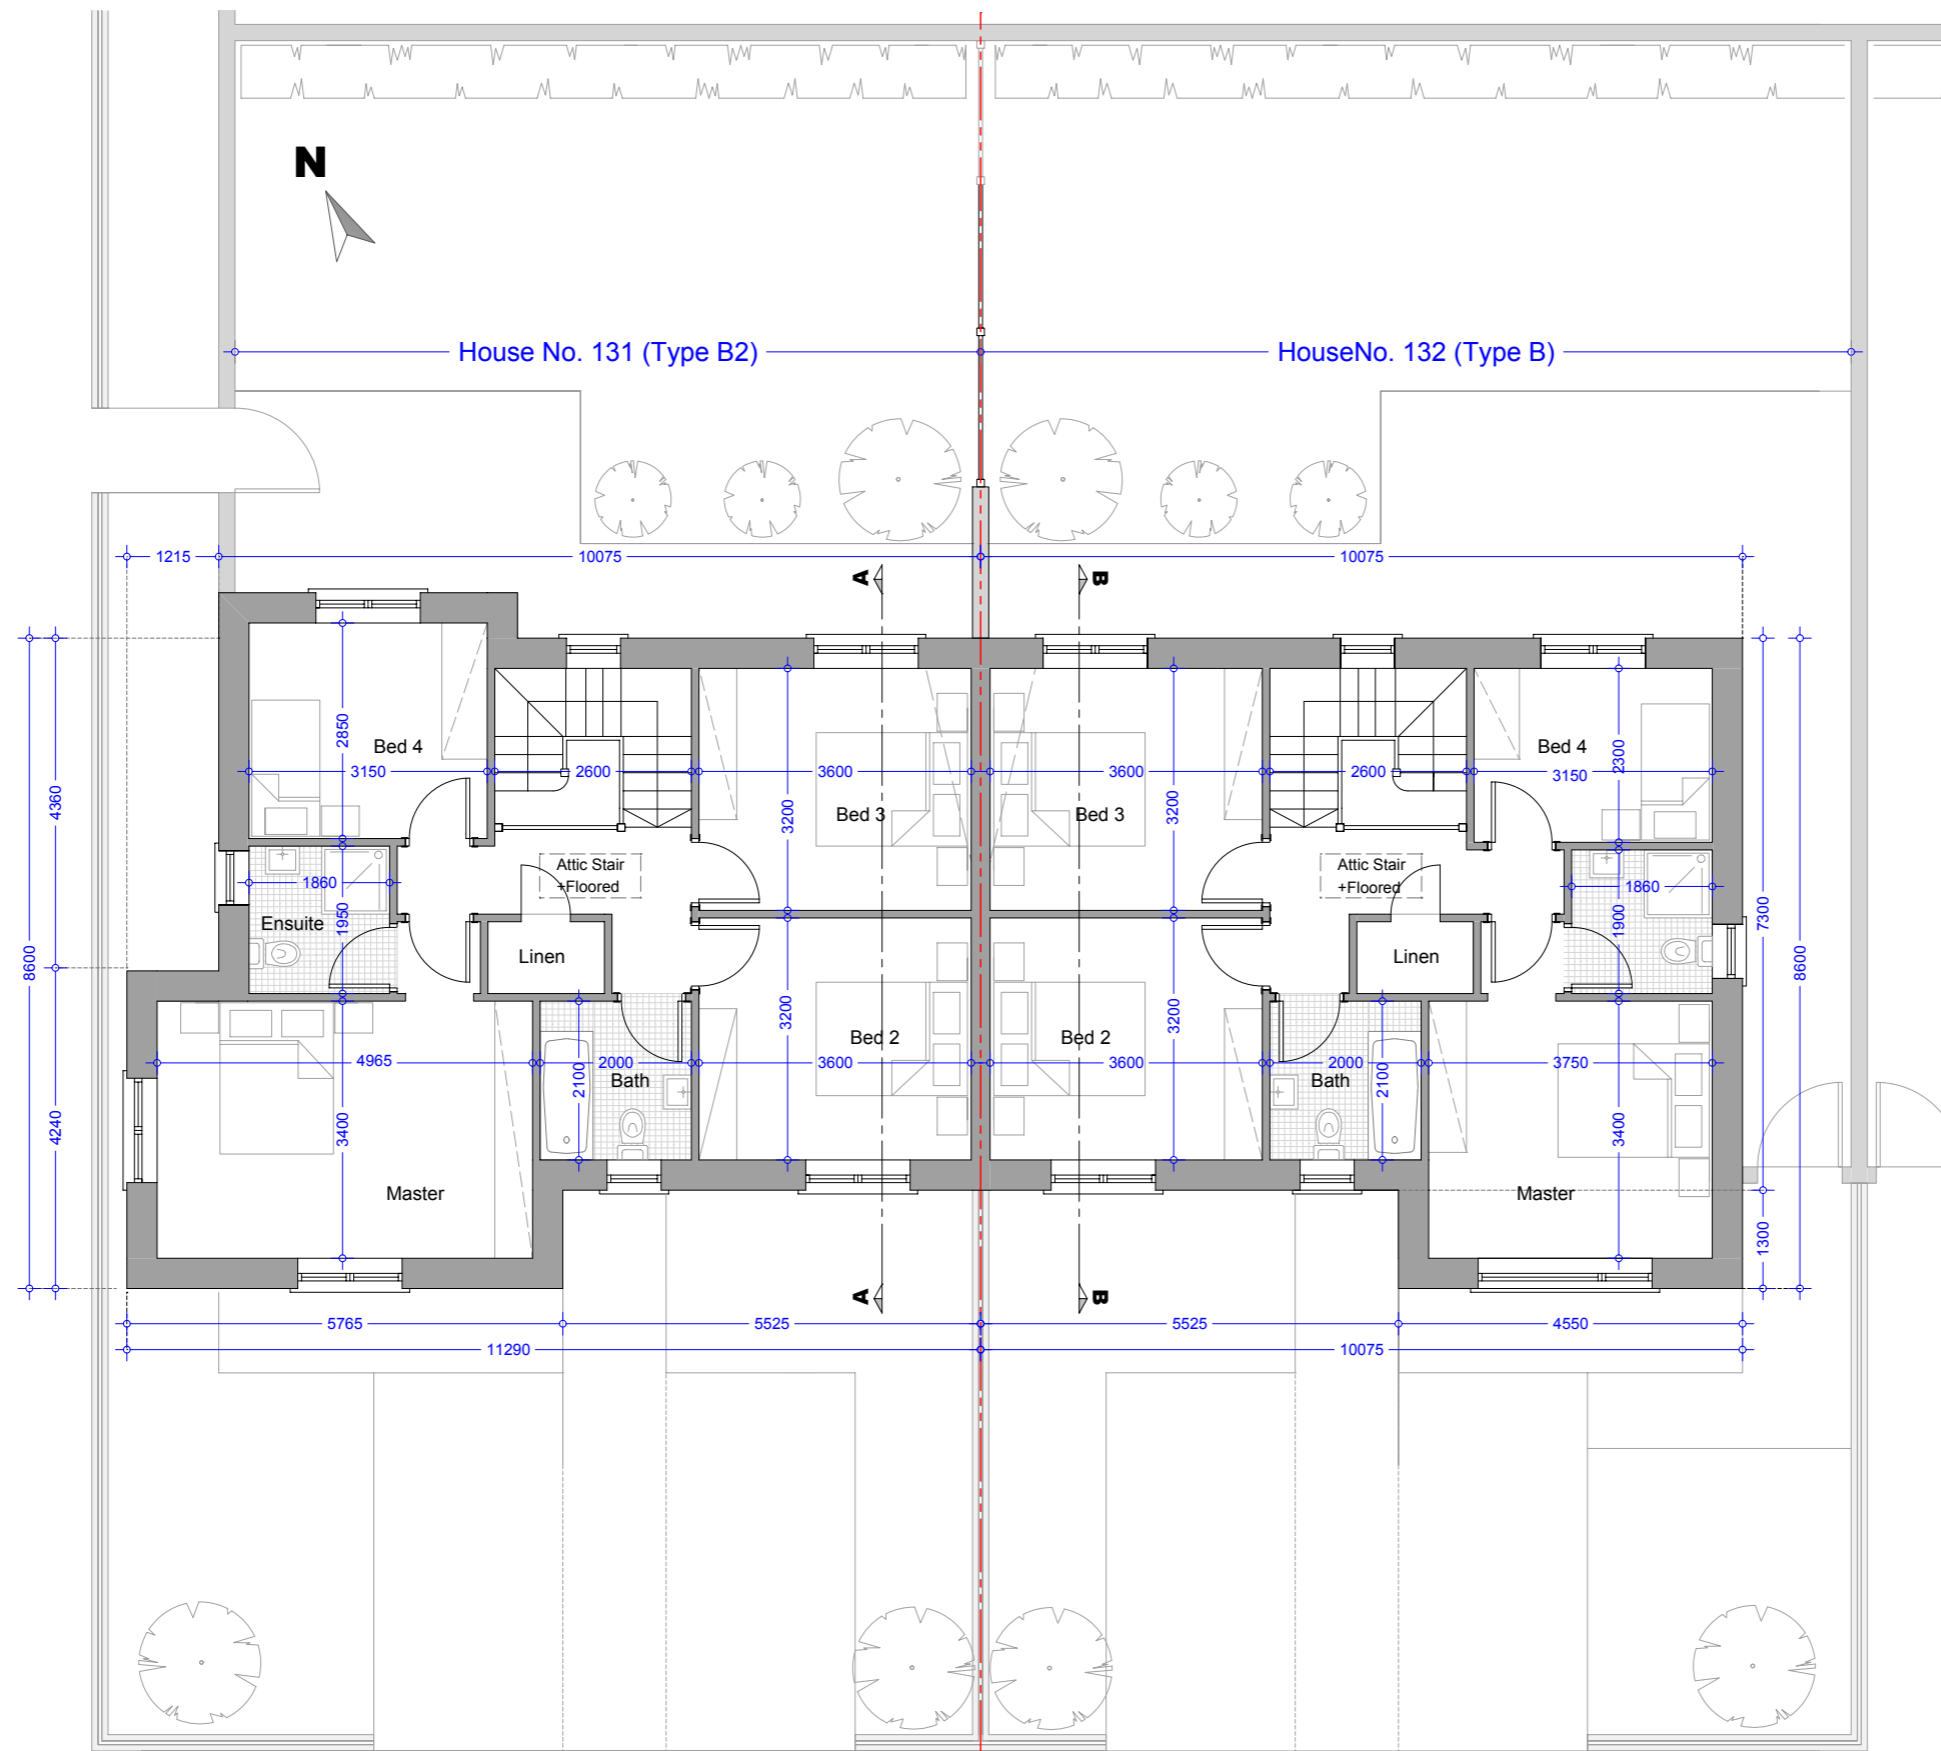 N
House No. 131 (Type B2)
HouseNo. 132 (Type B)
1215
10075
10075
A
B
8600
4360
4240
2850
Bed 4
3150
2600
3600
Bed 3
3200
3600
Bed 3
3200
2600
Bed 4
3150
2300
7300
8600
Attic Stair
+Floored
Attic Stair
+Floored
1860
1950
Ensuite
Linen
Linen
1860
1900
4965
3400
Master
2000
2100
Bath
3200
3600
Bed 2
3600
Bed 2
3200
2000
2100
Bath
3750
3400
Master
1300
A
B
5765
5525
5525
4550
11290
10075